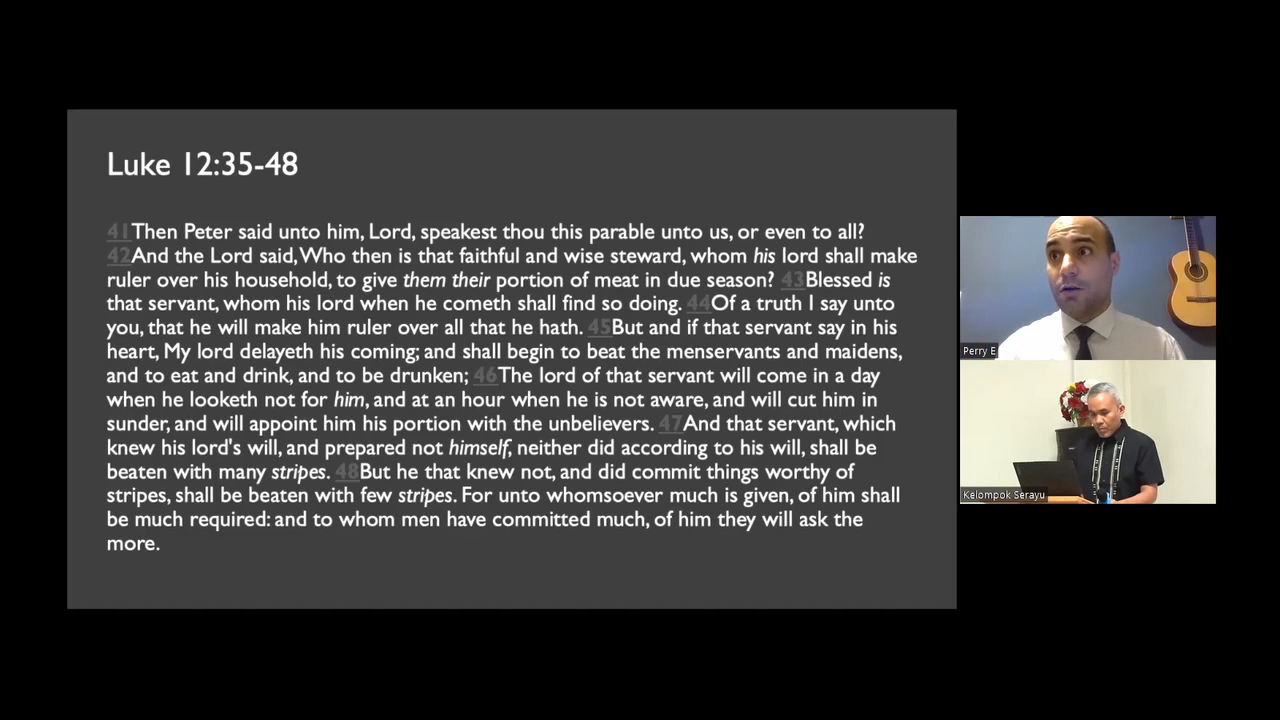 Luke 12:35-48
41Then Peter said unto him, Lord, speakest thou this parable unto us, or even to all?
42And the Lord said, Who then is that faithful and wise steward, whom his lord shall make
ruler over his household, to give them their portion of meat in due season? 43Blessed is
that servant, whom his lord when he cometh shall find so doing. 44Of a truth I say unto
you, that he will make him ruler over all that he hath. 45But and if that servant say in his
heart, My lord delayeth his coming; and shall begin to beat the menservants and maidens,
and to eat and drink, and to be drunken; 46The lord of that servant will come in a day
when he looketh not for him, and at an hour when he is not aware, and will cut him in
sunder, and will appoint him his portion with the unbelievers. 47And that servant, which
knew his lord's will, and prepared not himself, neither did according to his will, shall be
beaten with many stripes. 48But he that knew not, and did commit things worthy of
stripes, shall be beaten with few stripes. For unto whomsoever much is given, of him shall
be much required: and to whom men have committed much, of him they will ask the
more.
Perry E
Kelompok Serayu